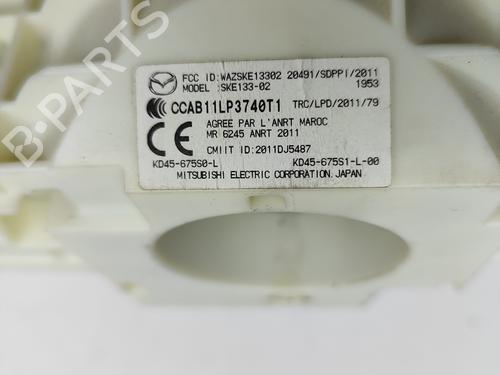 FCC ID:WAZSKE13302 20491/SDPPI/2011
MODEL :SKE133-02 1953
CCAB11LP3740T1 TRC/LPD/2011/79
AGREE PAR L'ANRT MAROC
MR 6245 ANRT 2011
CE CMIIT ID:2011DJ5487
KD45-675S0-L KD45-675S1-L-00
MITSUBISHI ELECTRIC CORPORATION.JAPAN
B-PARTS